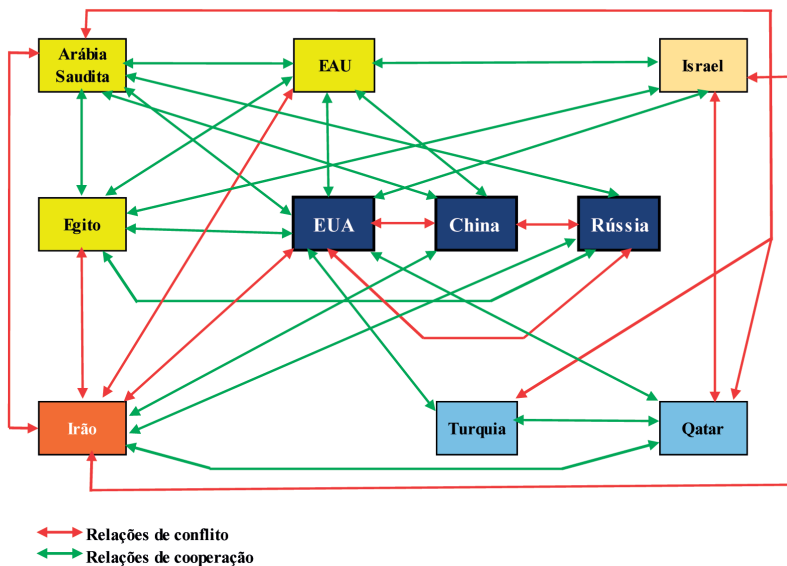 Arábia
Saudita
EAU
Israel
Egito
EUA
China
Rússia
Irão
Turquia
Qatar
Relações de conflito
Relações de cooperação